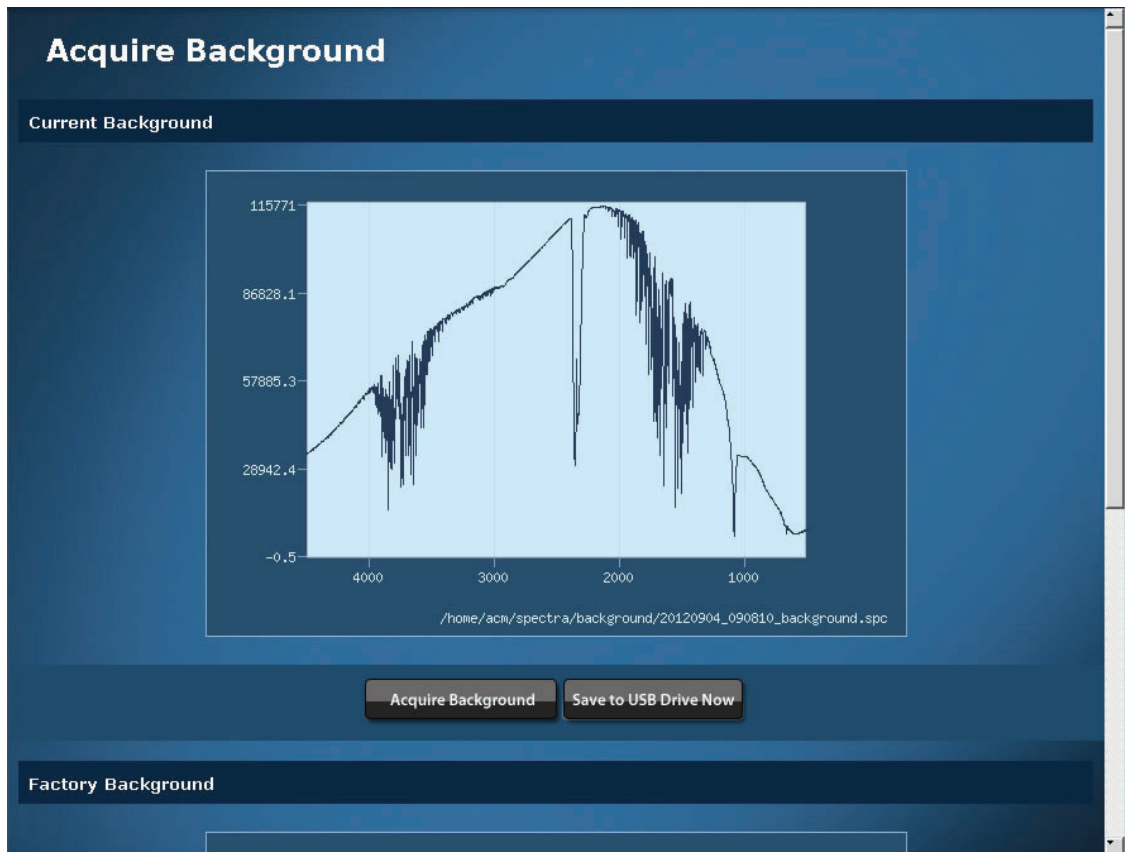 Acquire Background
Current Background
115771
86828.1
57885.3
28942.4
-0.5
4000 3000 2000 1000
/home/acm/spectra/background/20120904_090810_background.spc
Acquire Background Save to USB Drive Now
Factory Background